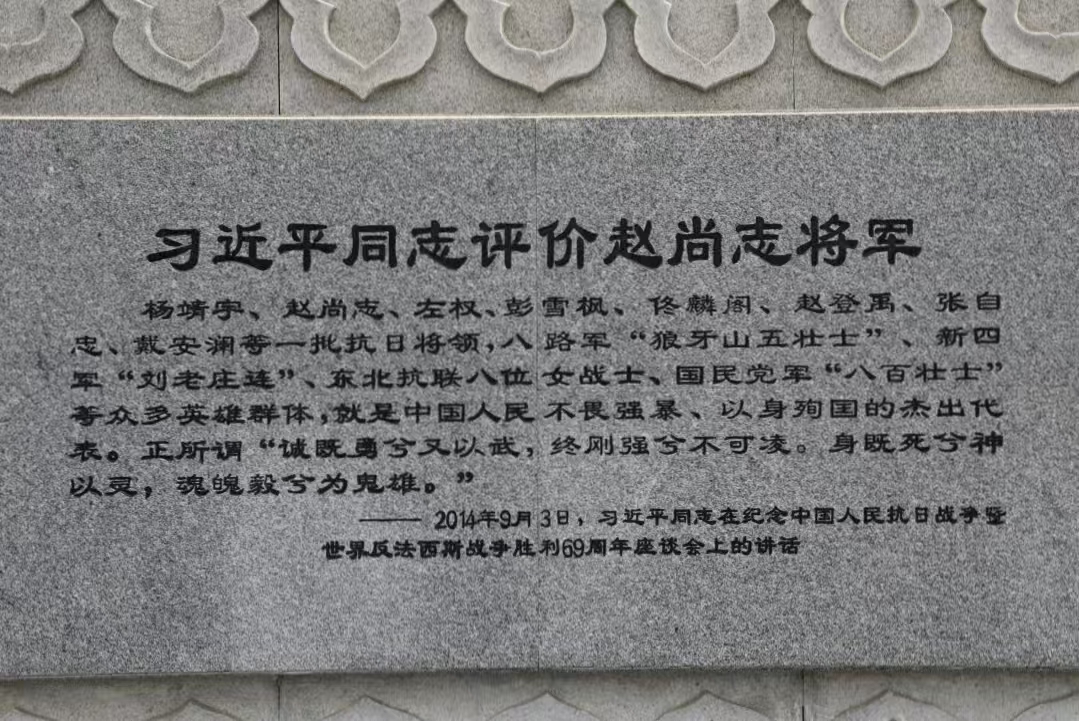 习近平同志评价赵尚志将军
杨靖宇、赵尚志、左权、彭雪枫、佟麟阁、赵登禹、张自
忠、戴安澜等一批抗日将领,八路军“狼牙山五壮士”、新四
军“刘老庄连”、东北抗联八位女战士、国民党军“八百壮士”
等众多英雄群体,就是中国人民不畏强暴、以身殉国的杰出代
表。正所谓“诚既勇兮又以武,终刚强兮不可凌。身既死兮神
以灵,魂魄毅兮为鬼雄。”
—— 2014年9月3日,习近平同志在纪念中国人民抗日战争暨
世界反法西斯战争胜利69周年座谈会上的讲话